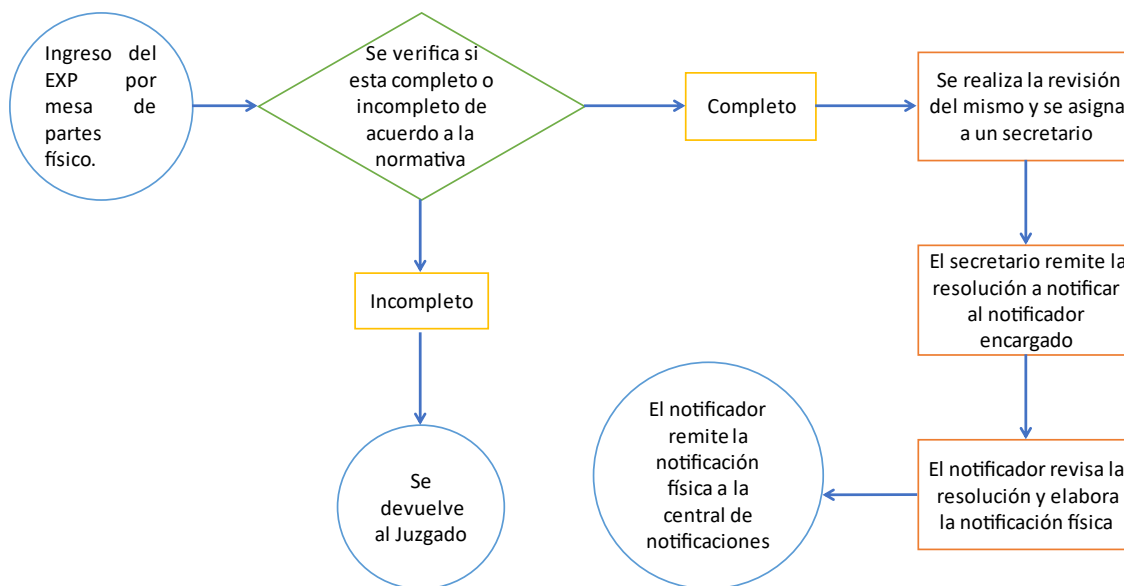 Ingreso del
EXP por
mesa de
partes
físico.
Se verifica si
esta completo o
incompleto de
acuerdo a la
normativa
Completo
Se realiza la revisión
del mismo y se asigna
a un secretario
Incompleto
El secretario remite la
resolución a notificar
al notificador
encargado
Se
devuelve
al Juzgado
El notificador
remite la
notificación
física a la
central de
notificaciones
El notificador revisa la
resolución y elabora
la notificación física